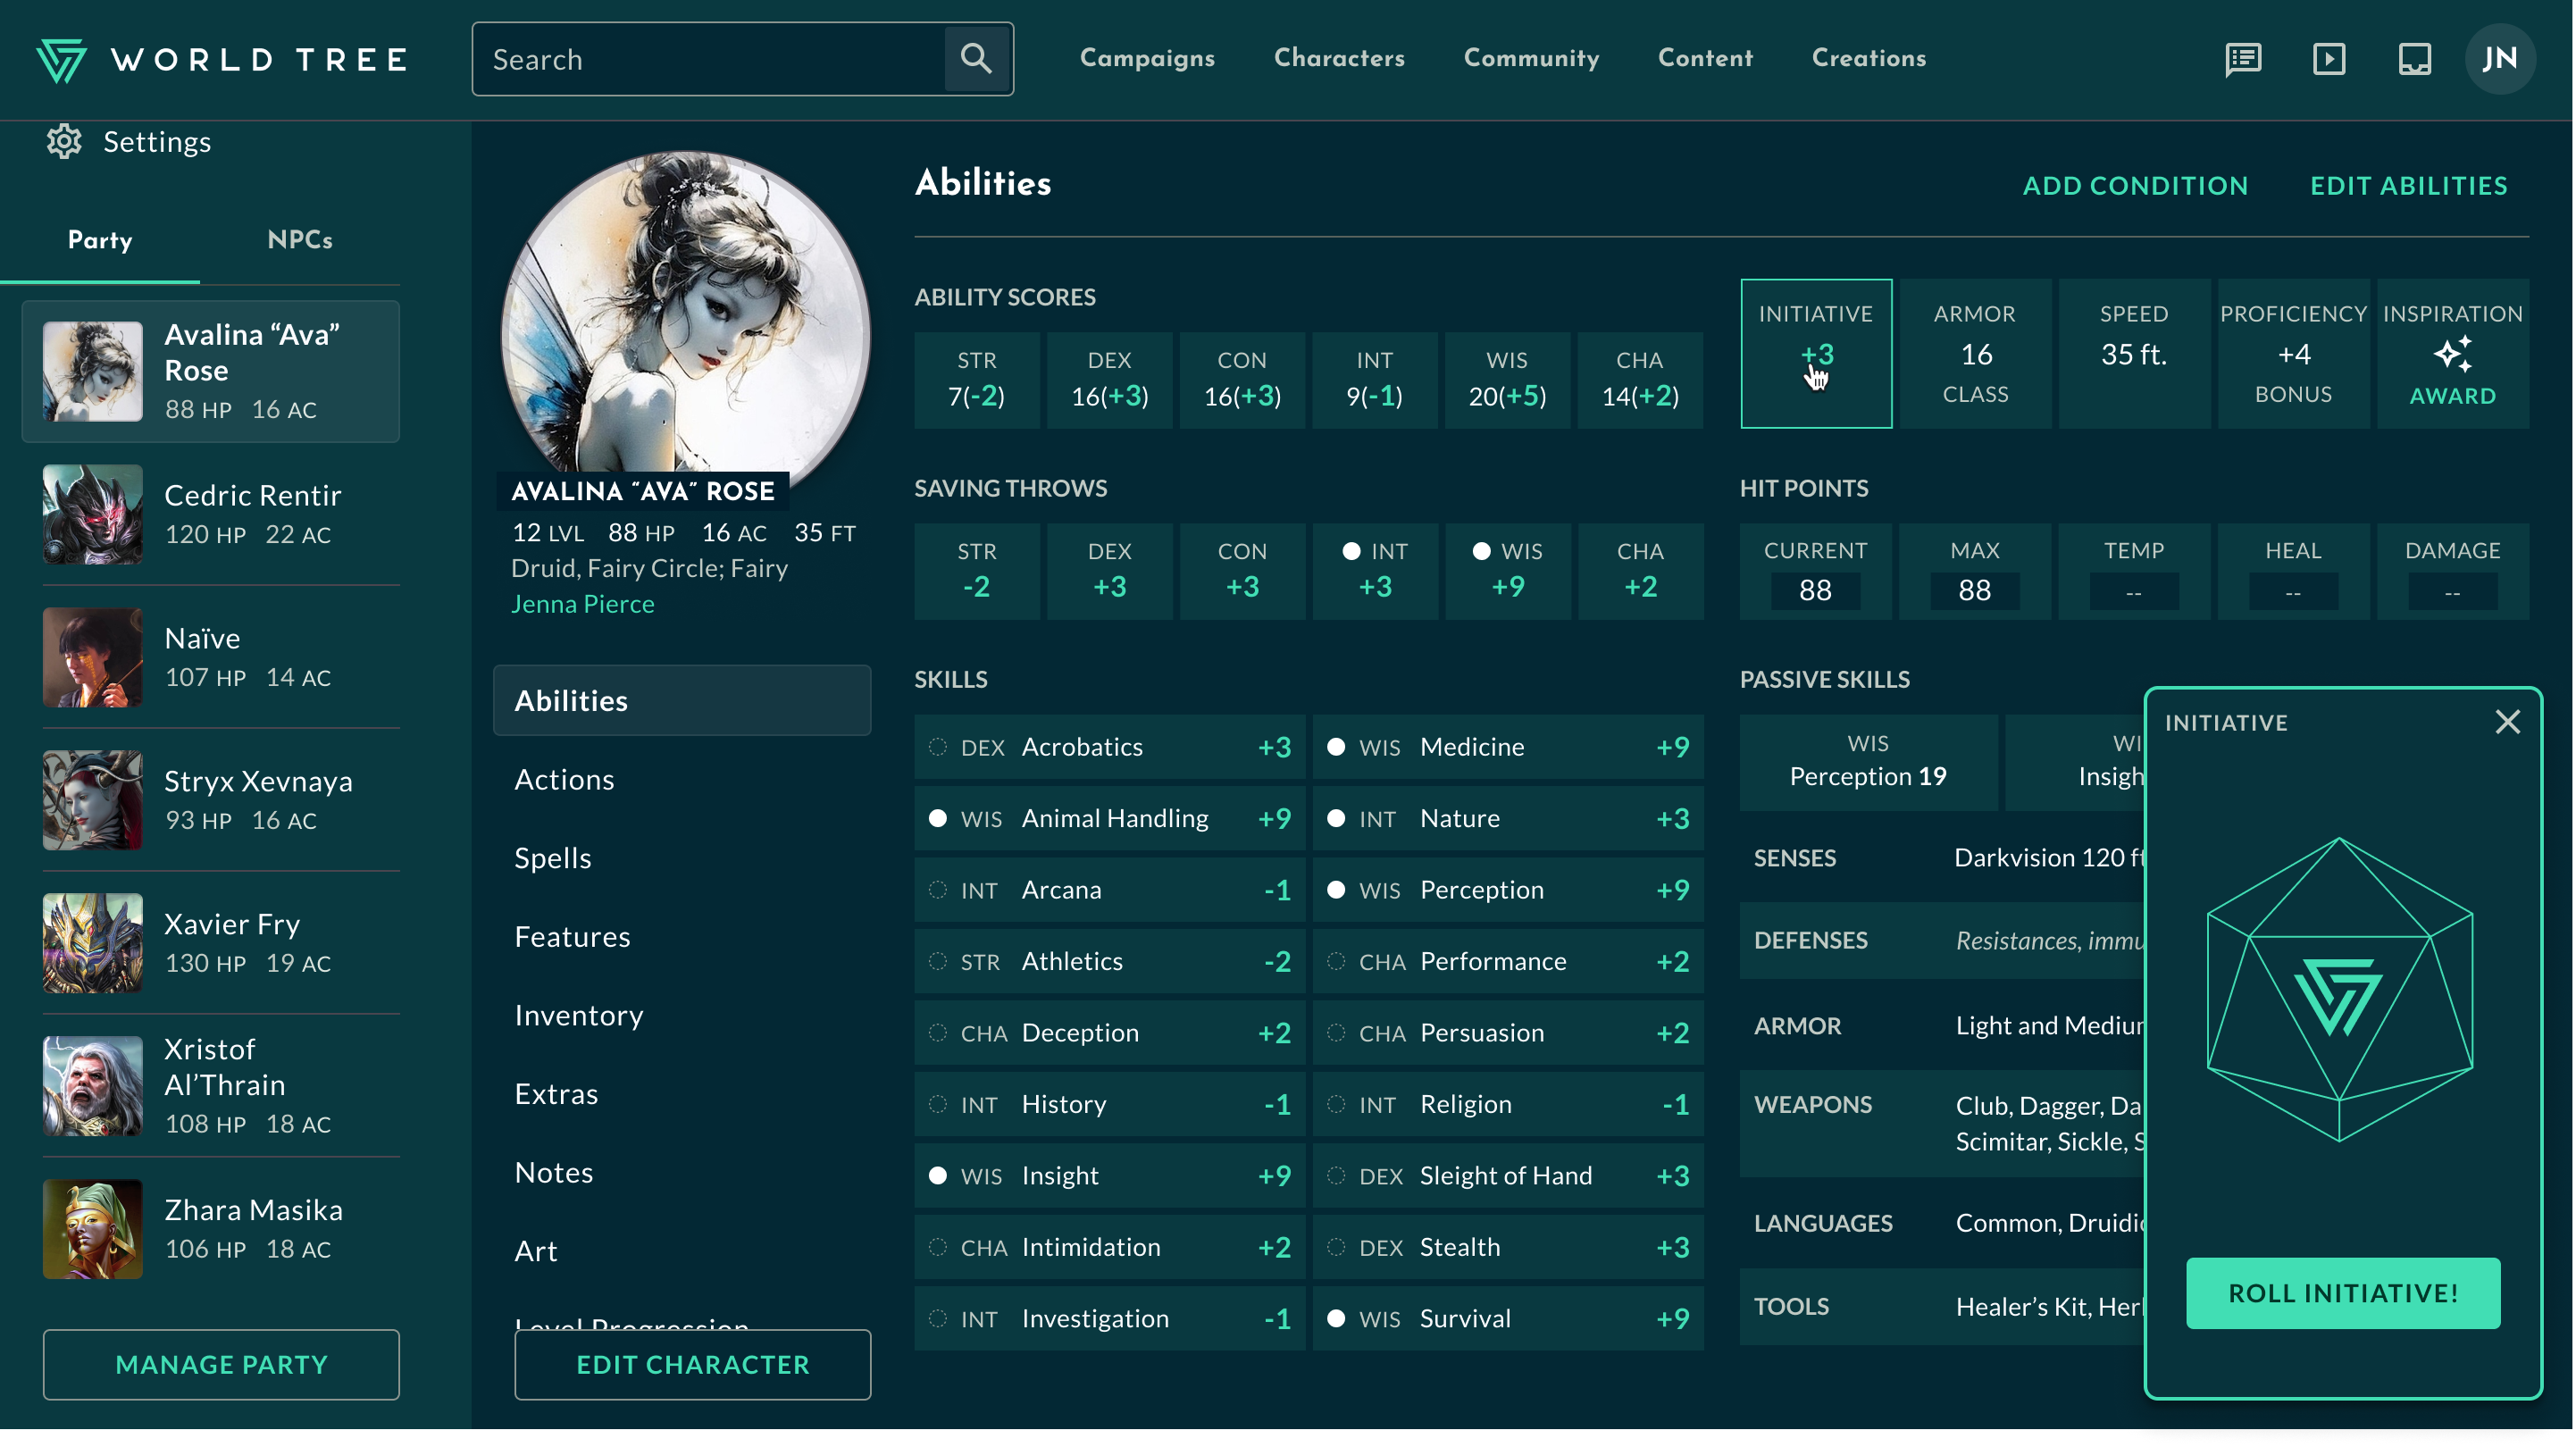 WORLD TREE
Search
Campaigns
Characters
Community
Content
Creations
JN
Settings
Party
NPCs
Avalina “Ava”
Rose
88 HP 16 AC
Cedric Rentir
120 HP 22 AC
Naïve
107 HP 14 AC
Stryx Xevnaya
93 HP 16 AC
Xavier Fry
130 HP 19 AC
Xristof
Al’Thrain
108 HP 18 AC
Zhara Masika
106 HP 18 AC
MANAGE PARTY
AVALINA “AVA” ROSE
12 LVL 88 HP 16 AC 35 FT
Druid, Fairy Circle; Fairy
Jenna Pierce
Abilities
Actions
Spells
Features
Inventory
Extras
Notes
Art
Level Progression
EDIT CHARACTER
Abilities
ADD CONDITION
EDIT ABILITIES
ABILITY SCORES
STR
7(-2)
DEX
16(+3)
CON
16(+3)
INT
9(-1)
WIS
20(+5)
CHA
14(+2)
INITIATIVE
+3
ARMOR
16
CLASS
SPEED
35 ft.
PROFICIENCY
+4
BONUS
INSPIRATION
AWARD
SAVING THROWS
STR
-2
DEX
+3
CON
+3
INT
+3
WIS
+9
CHA
+2
HIT POINTS
CURRENT
88
MAX
88
TEMP
--
HEAL
--
DAMAGE
--
SKILLS
DEX Acrobatics +3
WIS Animal Handling +9
INT Arcana -1
STR Athletics -2
CHA Deception +2
INT History -1
WIS Insight +9
CHA Intimidation +2
INT Investigation -1
WIS Medicine +9
INT Nature +3
WIS Perception +9
CHA Performance +2
CHA Persuasion +2
INT Religion -1
DEX Sleight of Hand +3
DEX Stealth +3
WIS Survival +9
PASSIVE SKILLS
WIS
Perception 19
WI
Insigh
SENSES Darkvision 120 ft
DEFENSES Resistances, immu
ARMOR Light and Mediu
WEAPONS Club, Dagger, Da
Scimitar, Sickle, S
LANGUAGES Common, Druidi
TOOLS Healer’s Kit, Her
INITIATIVE
ROLL INITIATIVE!